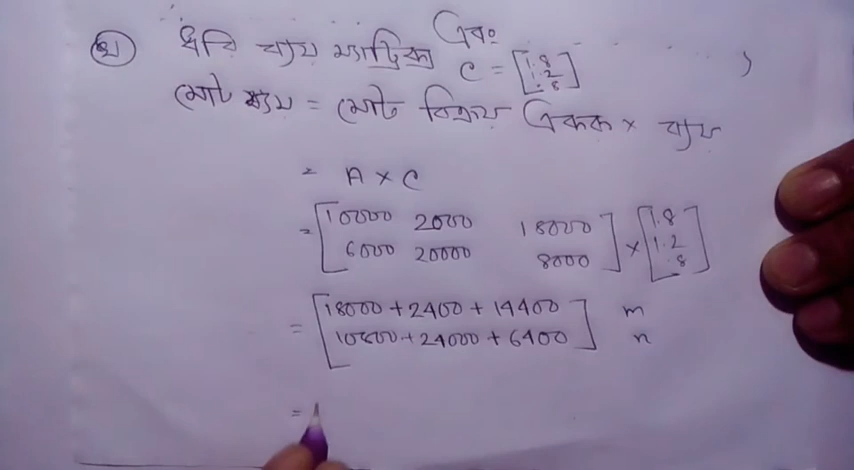 খ) ধরি ব্যয় ম্যাট্রিক্স C = [1.8 1.2 .8] এবং
মোট ব্যয় = মোট বিক্রয় একক × ব্যয়
= A × C
= [10000 2000 18000
6000 20000 8000] × [1.8 1.2 .8]
= [18000 + 2400 + 14400 m
10800 + 24000 + 6400] n
=